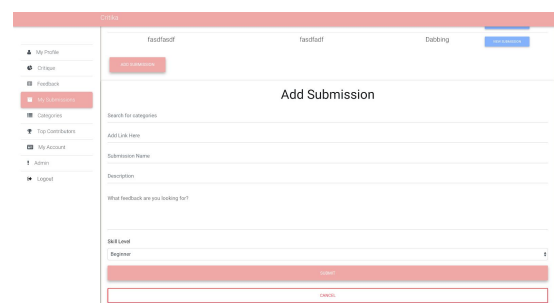 Critiks
fasdfasdf fasdfadf Dabbing VIEW SUBMISSION
ADD SUBMISSION
My Profile
Critique
Feedback
My Submissions
Categories
Top Contributors
My Account
Admin
Logout
Add Submission
Search for categories
Add Link Here
Submission Name
Description
What feedback are you looking for?
Skill Level
Beginner
SUBMIT
CANCEL